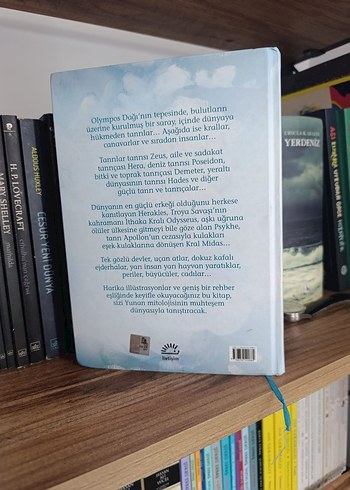 Olympos Dağı'nın tepesinde, bulutların
üzerine kurulmuş bir saray, içinde dünyaya
hükmeden tanrılar... Aşağıda ise krallar,
canavarlar ve sıradan insanlar...
Tanrılar tanrısı Zeus, aile ve sadakat
tanrıçası Hera, deniz tanrısı Poseidon,
bitki ve toprak tanrıçası Demeter, yeraltı
dünyasının tanrısı Hades ve diğer
güçlü tanrı ve tanrıçalar...
Dünyanın en güçlü erkeği olduğunu herkese
kanıtlayan Herakles, Troya Savaşı'nın
kahramanı İthaka Kralı Odysseus, aşkı uğruna
ölüler ülkesine gitmeyi bile göze alan Psykhe,
tanrı Apollon'un cezasıyla kulakları
eşek kulaklarına dönüşen Kral Midas...
Tek gözlü devler, uçan atlar, dokuz kafalı
ejderhalar, yarı insan yarı hayvan yaratıklar,
periler, büyücüler, cadılar...
Harika illüstrasyonlar ve geniş bir rehber
eşliğinde keyifle okuyacağınız bu kitap,
sizi Yunan mitolojisinin muhteşem
dünyasıyla tanıştıracak.
iletişim
MARY SHELLEY
H. P. LOVECRAFT
ALDOUS HUXLEY
CESUR YENİ DÜNYA
YERDENİZ